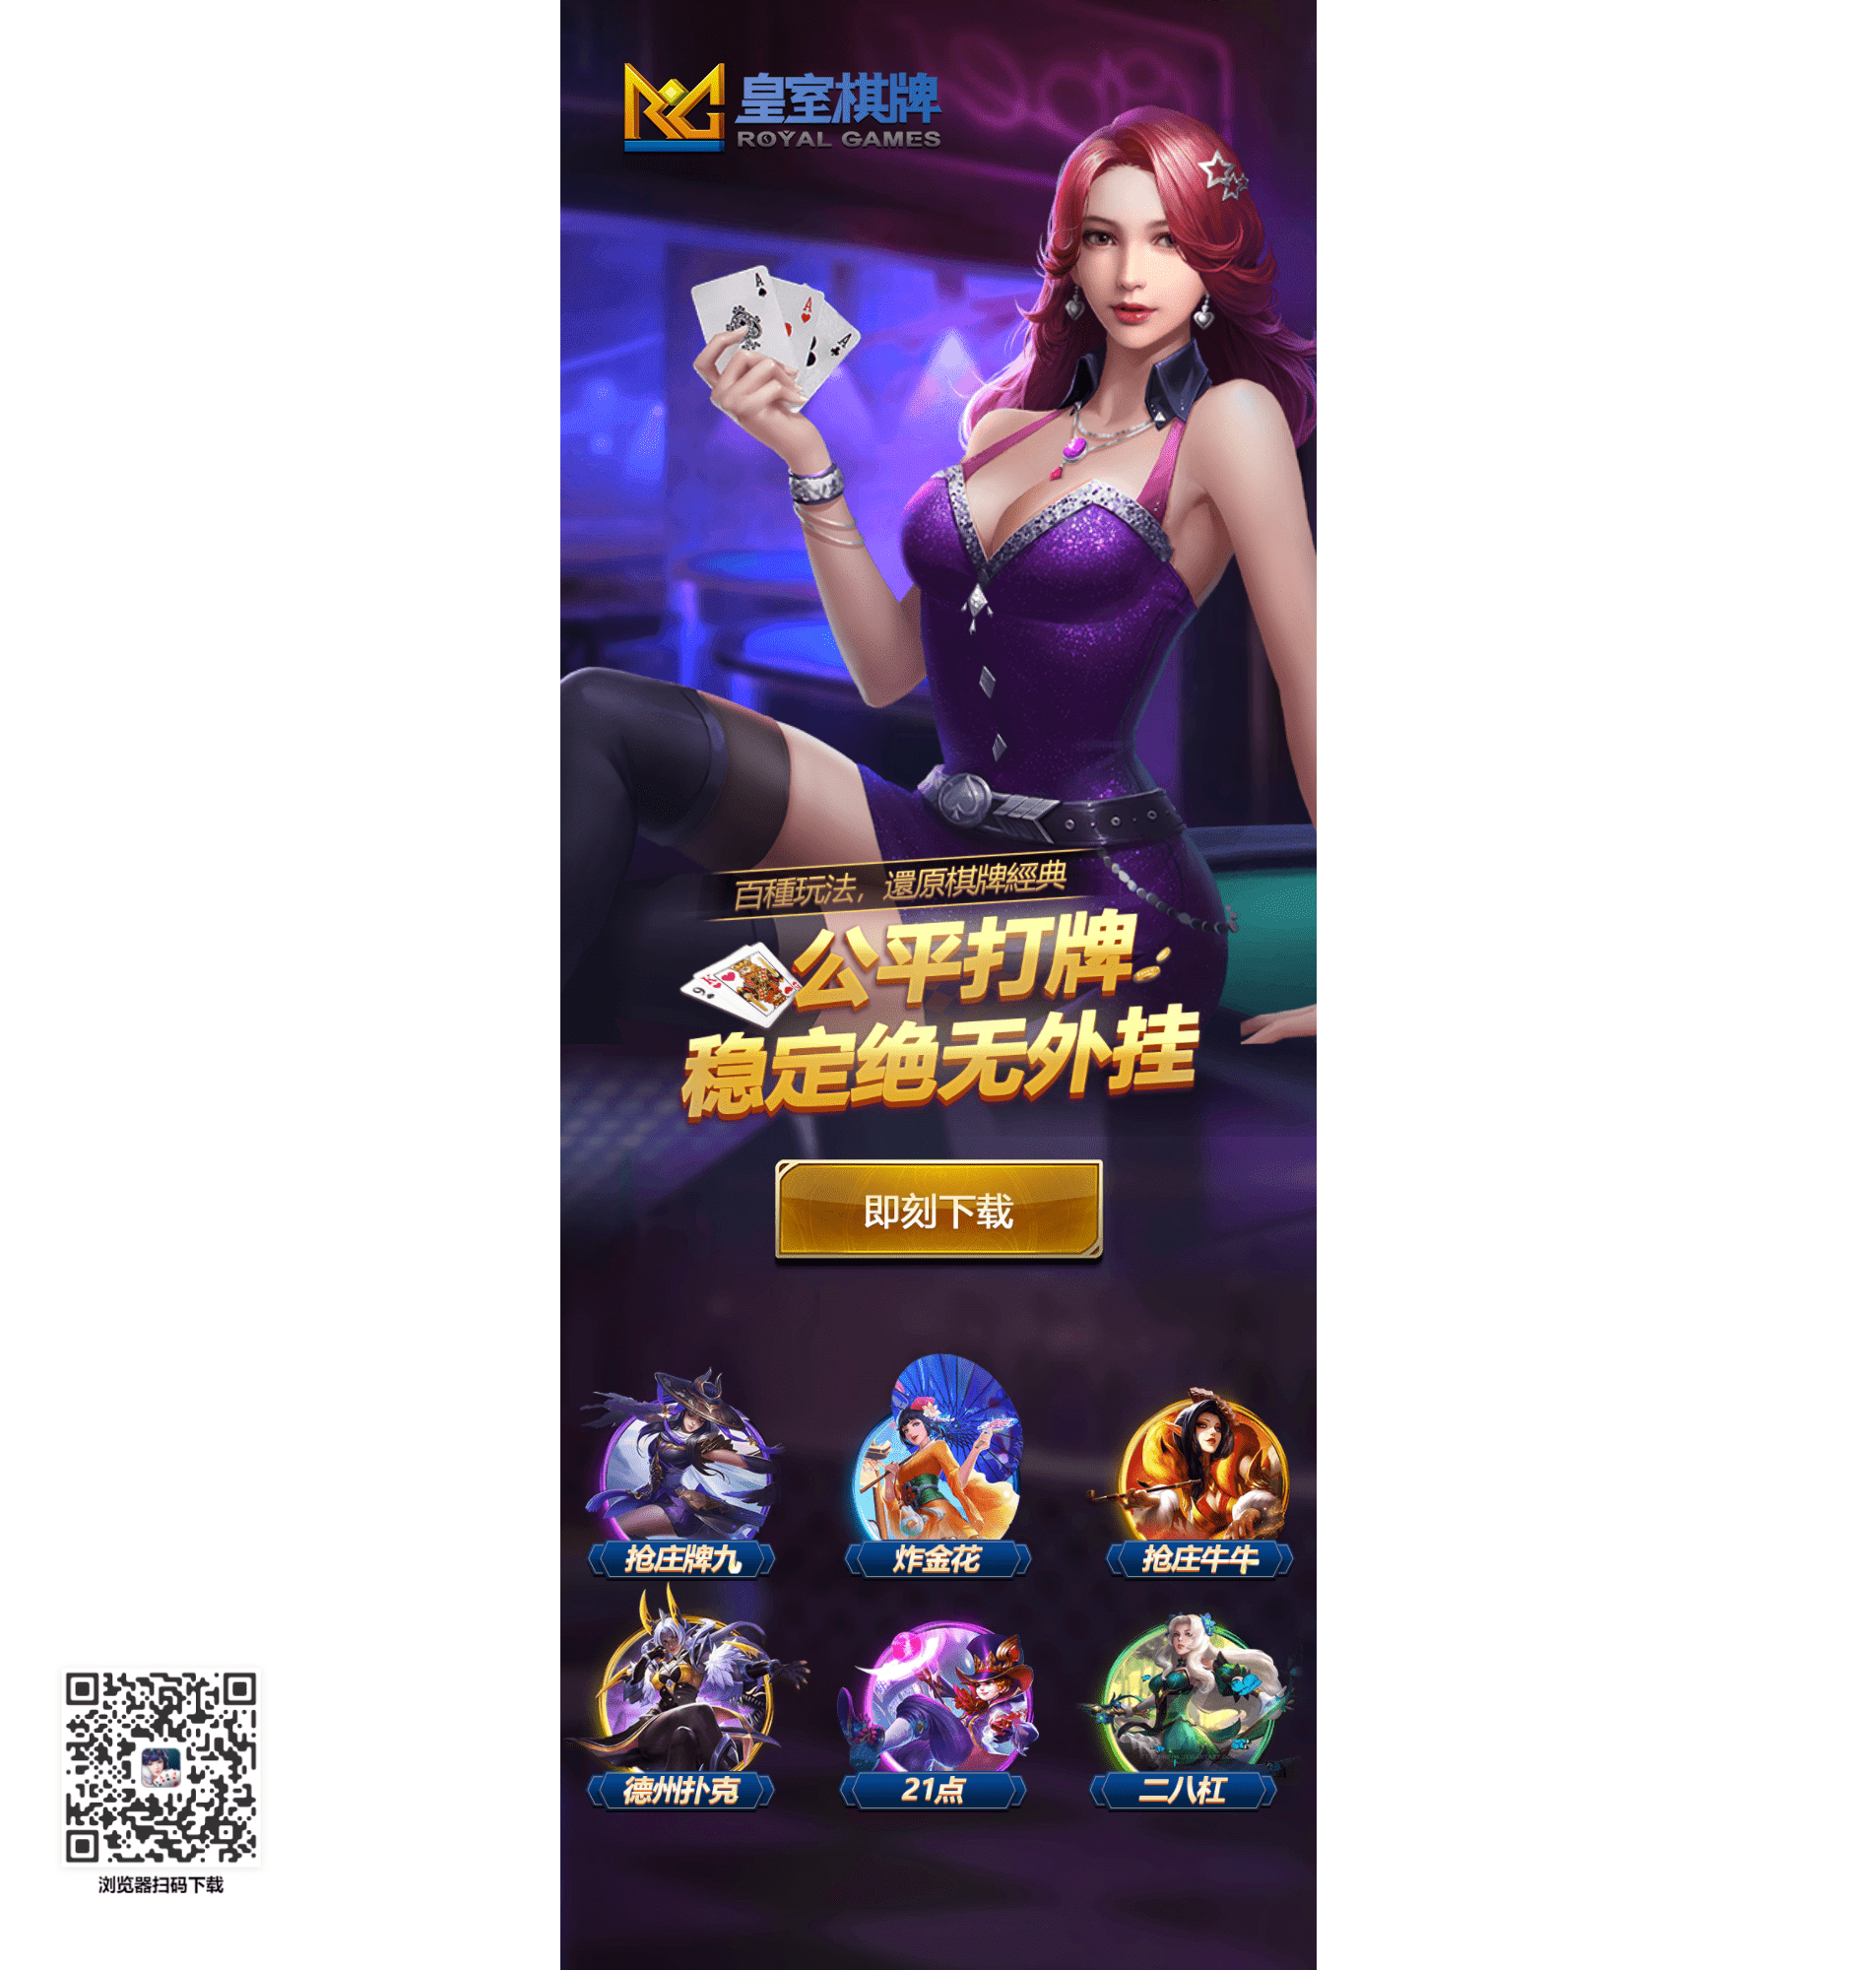 皇室棋牌
ROYAL GAMES
百種玩法，還原棋牌經典
公平打牌
稳定绝无外挂
即刻下载
抢庄牌九
炸金花
抢庄牛牛
德州扑克
21点
二八杠
浏览器扫码下载